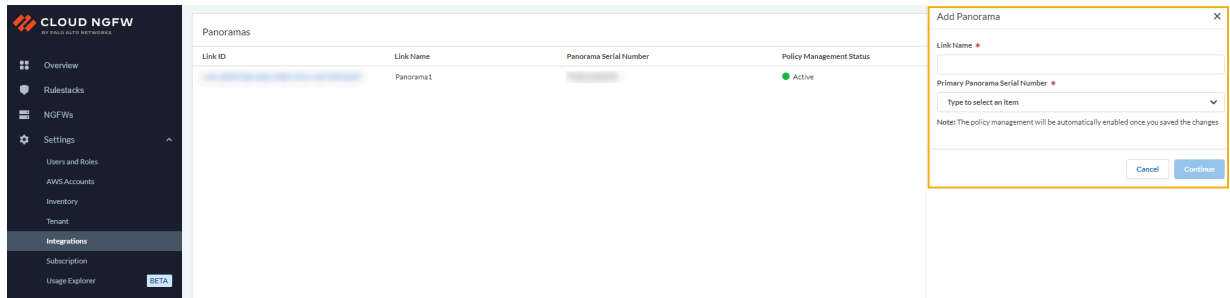 CLOUD NGFW
BY PALO ALTO NETWORKS
Overview
Rulestacks
NGFWs
Settings
Users and Roles
AWS Accounts
Inventory
Tenant
Integrations
Subscription
Usage Explorer BETA
Panoramas
Link ID Link Name Panorama Serial Number Policy Management Status
Panorama1 Active
Add Panorama
Link Name *
Primary Panorama Serial Number *
Type to select an item
Note: The policy management will be automatically enabled once you saved the changes
Cancel Continue